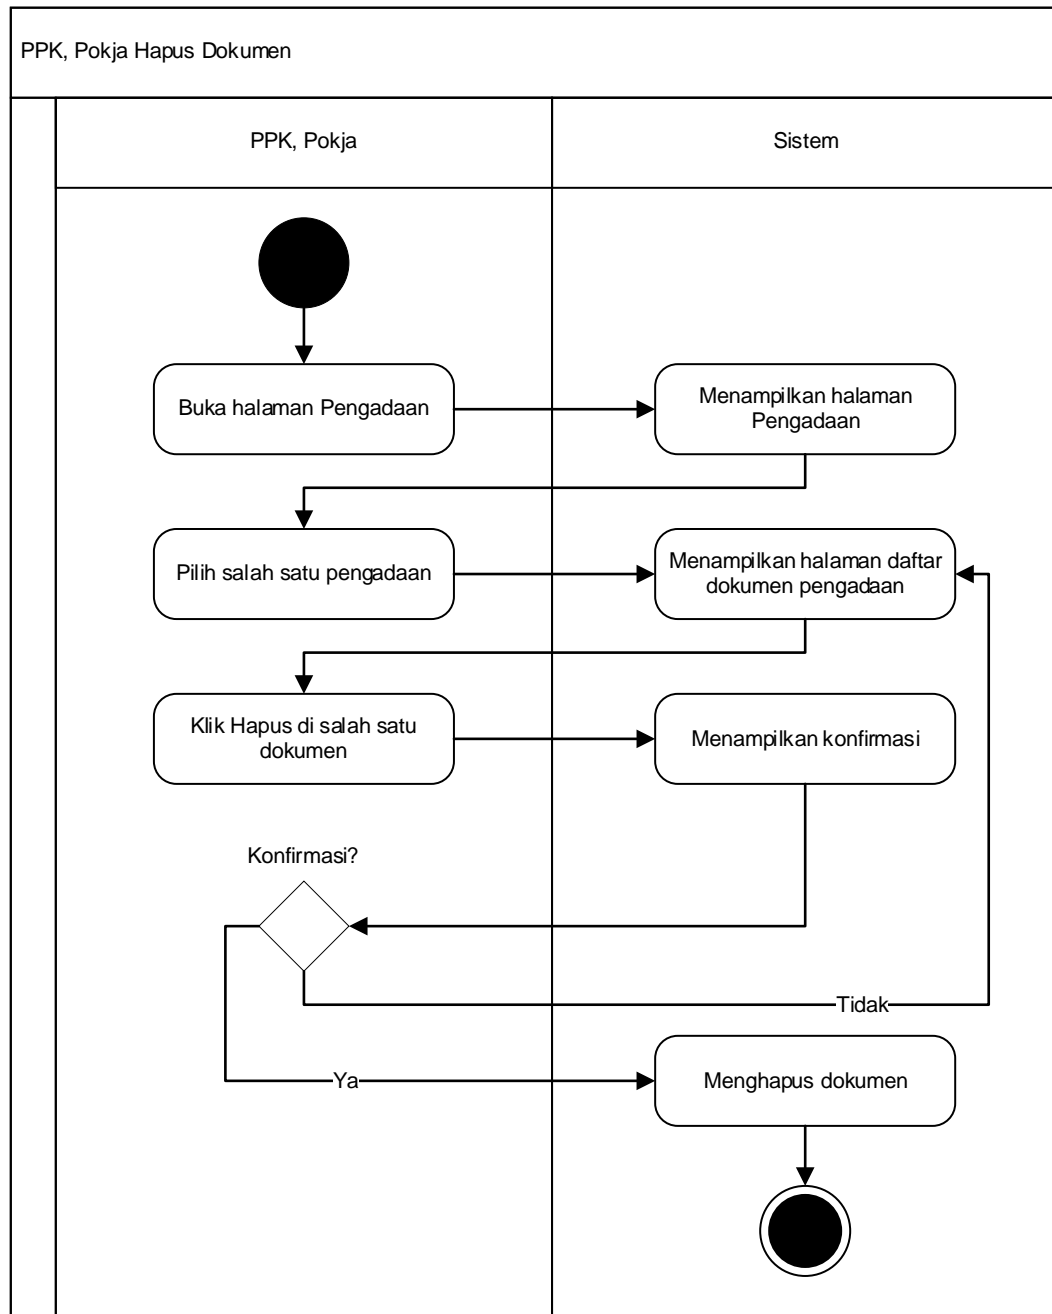 PPK, Pokja Hapus Dokumen
PPK, Pokja
Sistem
Buka halaman Pengadaan
Menampilkan halaman
Pengadaan
Pilih salah satu pengadaan
Menampilkan halaman daftar
dokumen pengadaan
Klik Hapus di salah satu
dokumen
Menampilkan konfirmasi
Konfirmasi?
Tidak
Ya
Menghapus dokumen